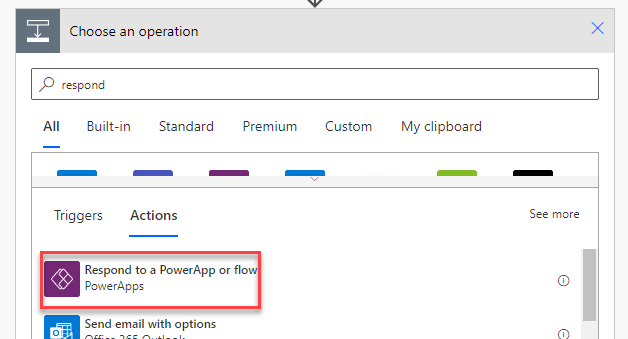 Choose an operation
respond
All Built-in Standard Premium Custom My clipboard
Triggers Actions See more
Respond to a PowerApp or flow
PowerApps
Send email with options
Office 365 Outlook